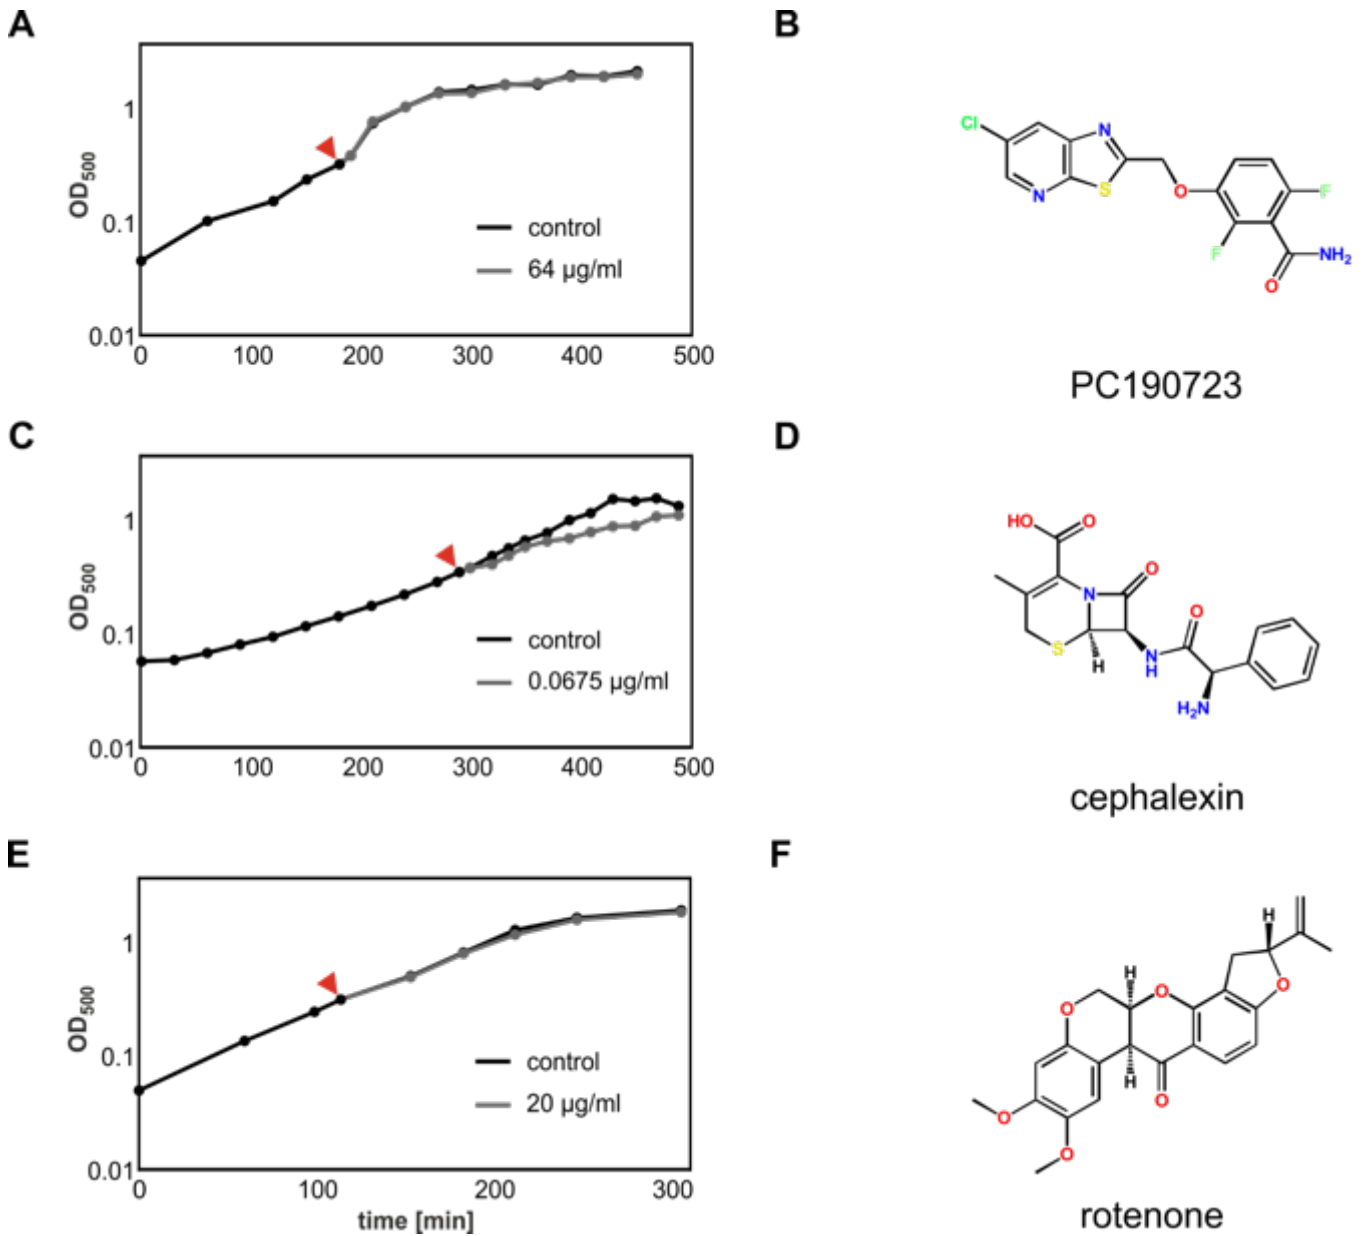 A
B
OD500
1
0.1
0.01
control
64 µg/ml
0 100 200 300 400 500
Cl
N
N
S
O
F
F
O
NH2
PC190723
C
D
OD500
1
0.1
0.01
control
0.0675 µg/ml
0 100 200 300 400 500
HO
O
N
O
O
S
H
N
H
H2N
cephalexin
E
F
OD500
1
0.1
0.01
control
20 µg/ml
0 100 200 300
time [min]
H
H
O
O
O
H
O
O
O
rotenone